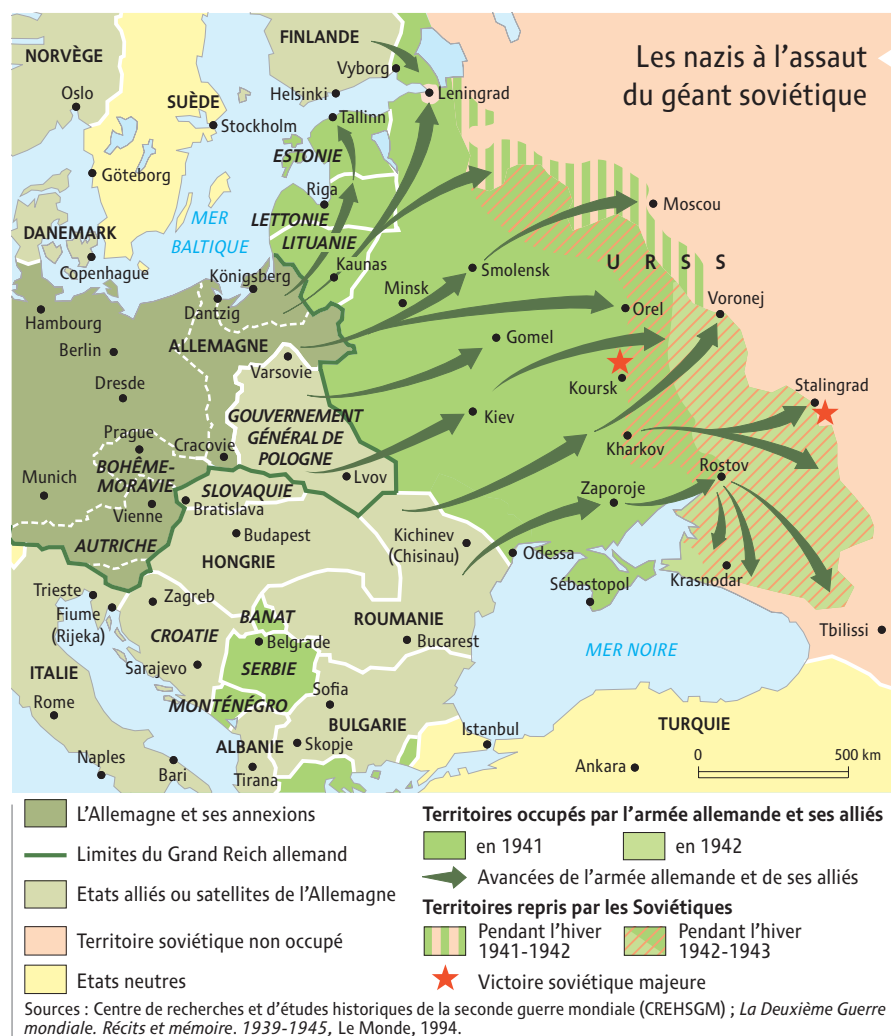 Les nazis à l'assaut
du géant soviétique
NORVÈGE
FINLANDE
Vyborg
Oslo
SUÈDE
Helsinki
Leningrad
Tallinn
Stockholm
ESTONIE
Göteborg
Riga
Moscou
MER
BALTIQUE
LETTONIE
DANEMARK
LITUANIE
Copenhague
Kaunas
Smolensk
U R S S
Königsberg
Minsk
Voronej
Dantzig
Orel
Hambourg
Gomel
Berlin
ALLEMAGNE
Varsovie
Dresde
Koursk
Stalingrad
GOUVERNEMENT
GÉNÉRAL DE
POLOGNE
Kiev
Prague
Cracovie
Kharkov
BOHÊME-
MORAVIE
Munich
Lvov
Rostov
SLOVAQUIE
Bratislava
Vienne
Zaporoje
AUTRICHE
Budapest
Kichinev
(Chisinau)
HONGRIE
Odessa
Krasnodar
Trieste
Sébastopol
Zagreb
Fiume
(Rijeka)
BANAT
ROUMANIE
CROATIE
Belgrade
Bucarest
Tbilissi
MER NOIRE
ITALIE
Sarajevo
SERBIE
Sofia
Rome
MONTÉNÉGRO
BULGARIE
Istanbul
TURQUIE
ALBANIE
Skopje
0 500 km
Naples
Bari
Tirana
Ankara
L'Allemagne et ses annexions
Limites du Grand Reich allemand
Etats alliés ou satellites de l'Allemagne
Territoire soviétique non occupé
Etats neutres
Territoires occupés par l'armée allemande et ses alliés
en 1941
en 1942
Avancées de l'armée allemande et de ses alliés
Territoires repris par les Soviétiques
Pendant l'hiver
1941-1942
Pendant l'hiver
1942-1943
Victoire soviétique majeure
Sources : Centre de recherches et d'études historiques de la seconde guerre mondiale (CREHSGM) ; La Deuxième Guerre
mondiale. Récits et mémoire. 1939-1945, Le Monde, 1994.